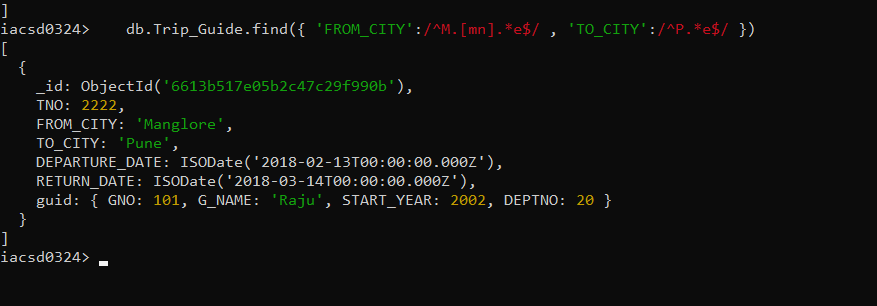 ]
iacsd0324>    db.Trip_Guide.find({ 'FROM_CITY':/^M.[mn].*e$/ , 'TO_CITY':/^P.*e$/ })
[
  {
    _id: ObjectId('6613b517e05b2c47c29f990b'),
    TNO: 2222,
    FROM_CITY: 'Manglore',
    TO_CITY: 'Pune',
    DEPARTURE_DATE: ISODate('2018-02-13T00:00:00.000Z'),
    RETURN_DATE: ISODate('2018-03-14T00:00:00.000Z'),
    guid: { GNO: 101, G_NAME: 'Raju', START_YEAR: 2002, DEPTNO: 20 }
  }
]
iacsd0324>